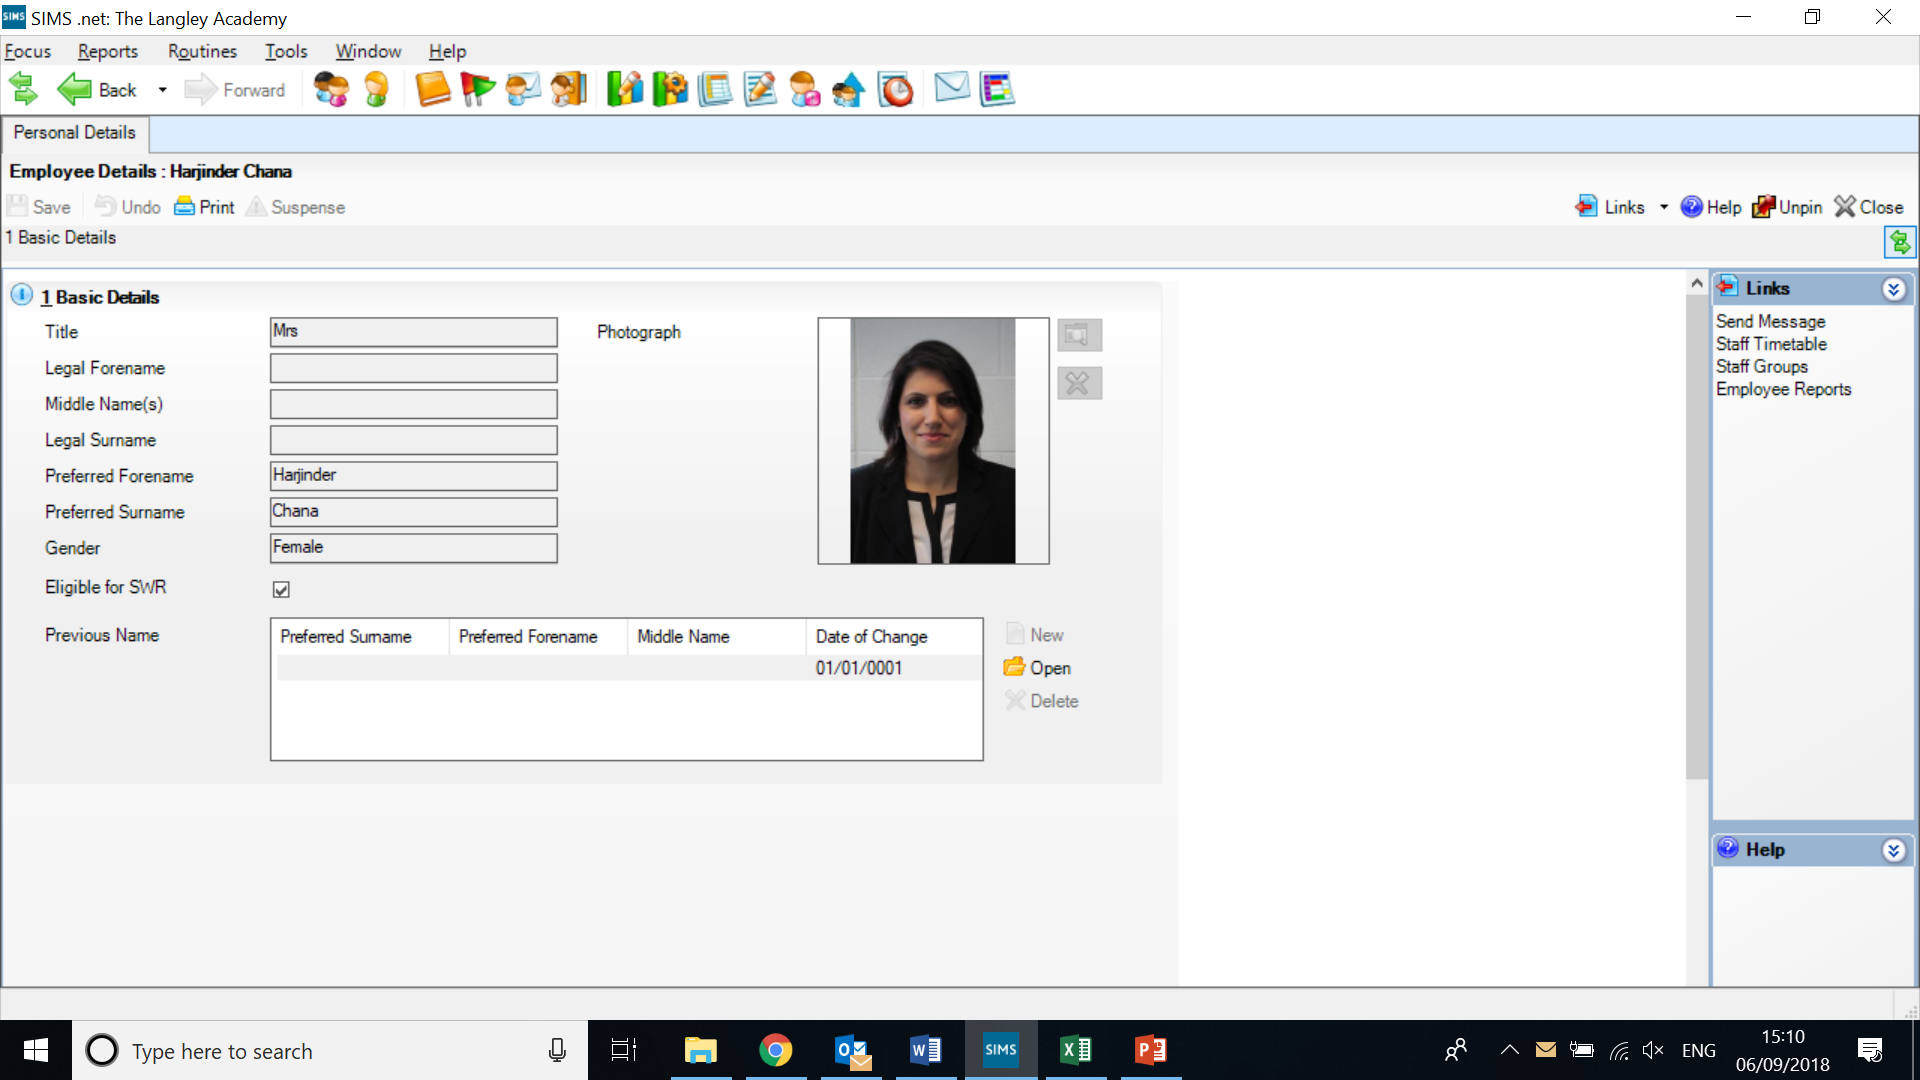 SIMS SIMS .net: The Langley Academy
Focus Reports Routines Tools Window Help
Back Forward
Personal Details
Employee Details : Harjinder Chana
Save Undo Print Suspense Links Help Unpin Close
1 Basic Details
1 Basic Details
Title Mrs Photograph
Legal Forename
Middle Name(s)
Legal Surname
Preferred Forename Harjinder
Preferred Surname Chana
Gender Female
Eligible for SWR
Previous Name
Preferred Surname Preferred Forename Middle Name Date of Change
01/01/0001
New
Open
Delete
Links
Send Message
Staff Timetable
Staff Groups
Employee Reports
Help
Type here to search
SIMS
ENG
15:10
06/09/2018